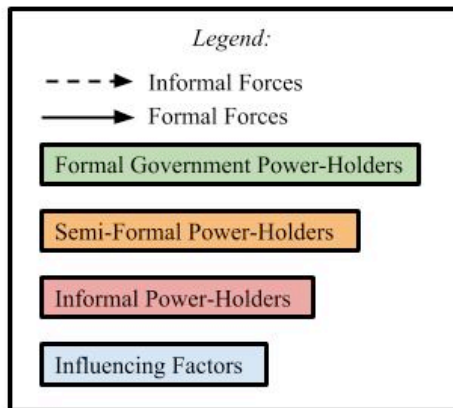 Legend:
Informal Forces
Formal Forces
Formal Government Power-Holders
Semi-Formal Power-Holders
Informal Power-Holders
Influencing Factors